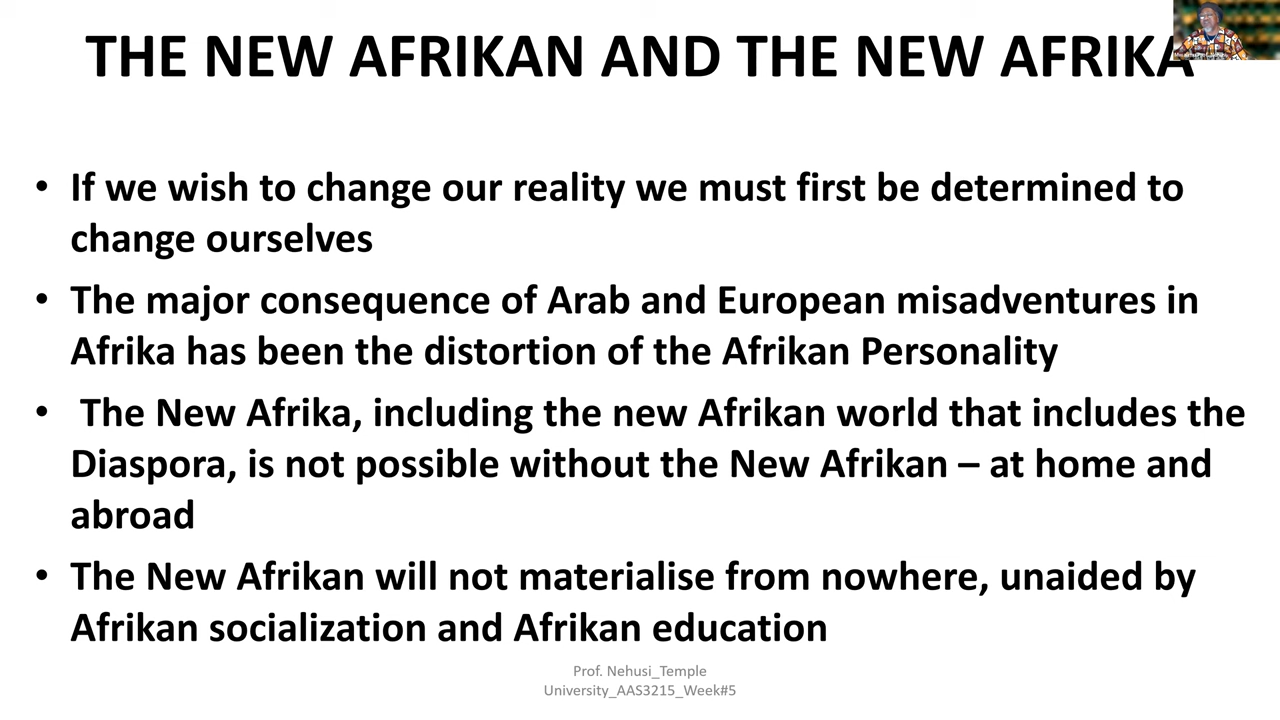 THE NEW AFRIKAN AND THE NEW AFRIKA
• If we wish to change our reality we must first be determined to
change ourselves
• The major consequence of Arab and European misadventures in
Afrika has been the distortion of the Afrikan Personality
• The New Afrika, including the new Afrikan world that includes the
Diaspora, is not possible without the New Afrikan – at home and
abroad
• The New Afrikan will not materialise from nowhere, unaided by
Afrikan socialization and Afrikan education
Prof. Nehusi_Temple
University_AAS3215_Week#5